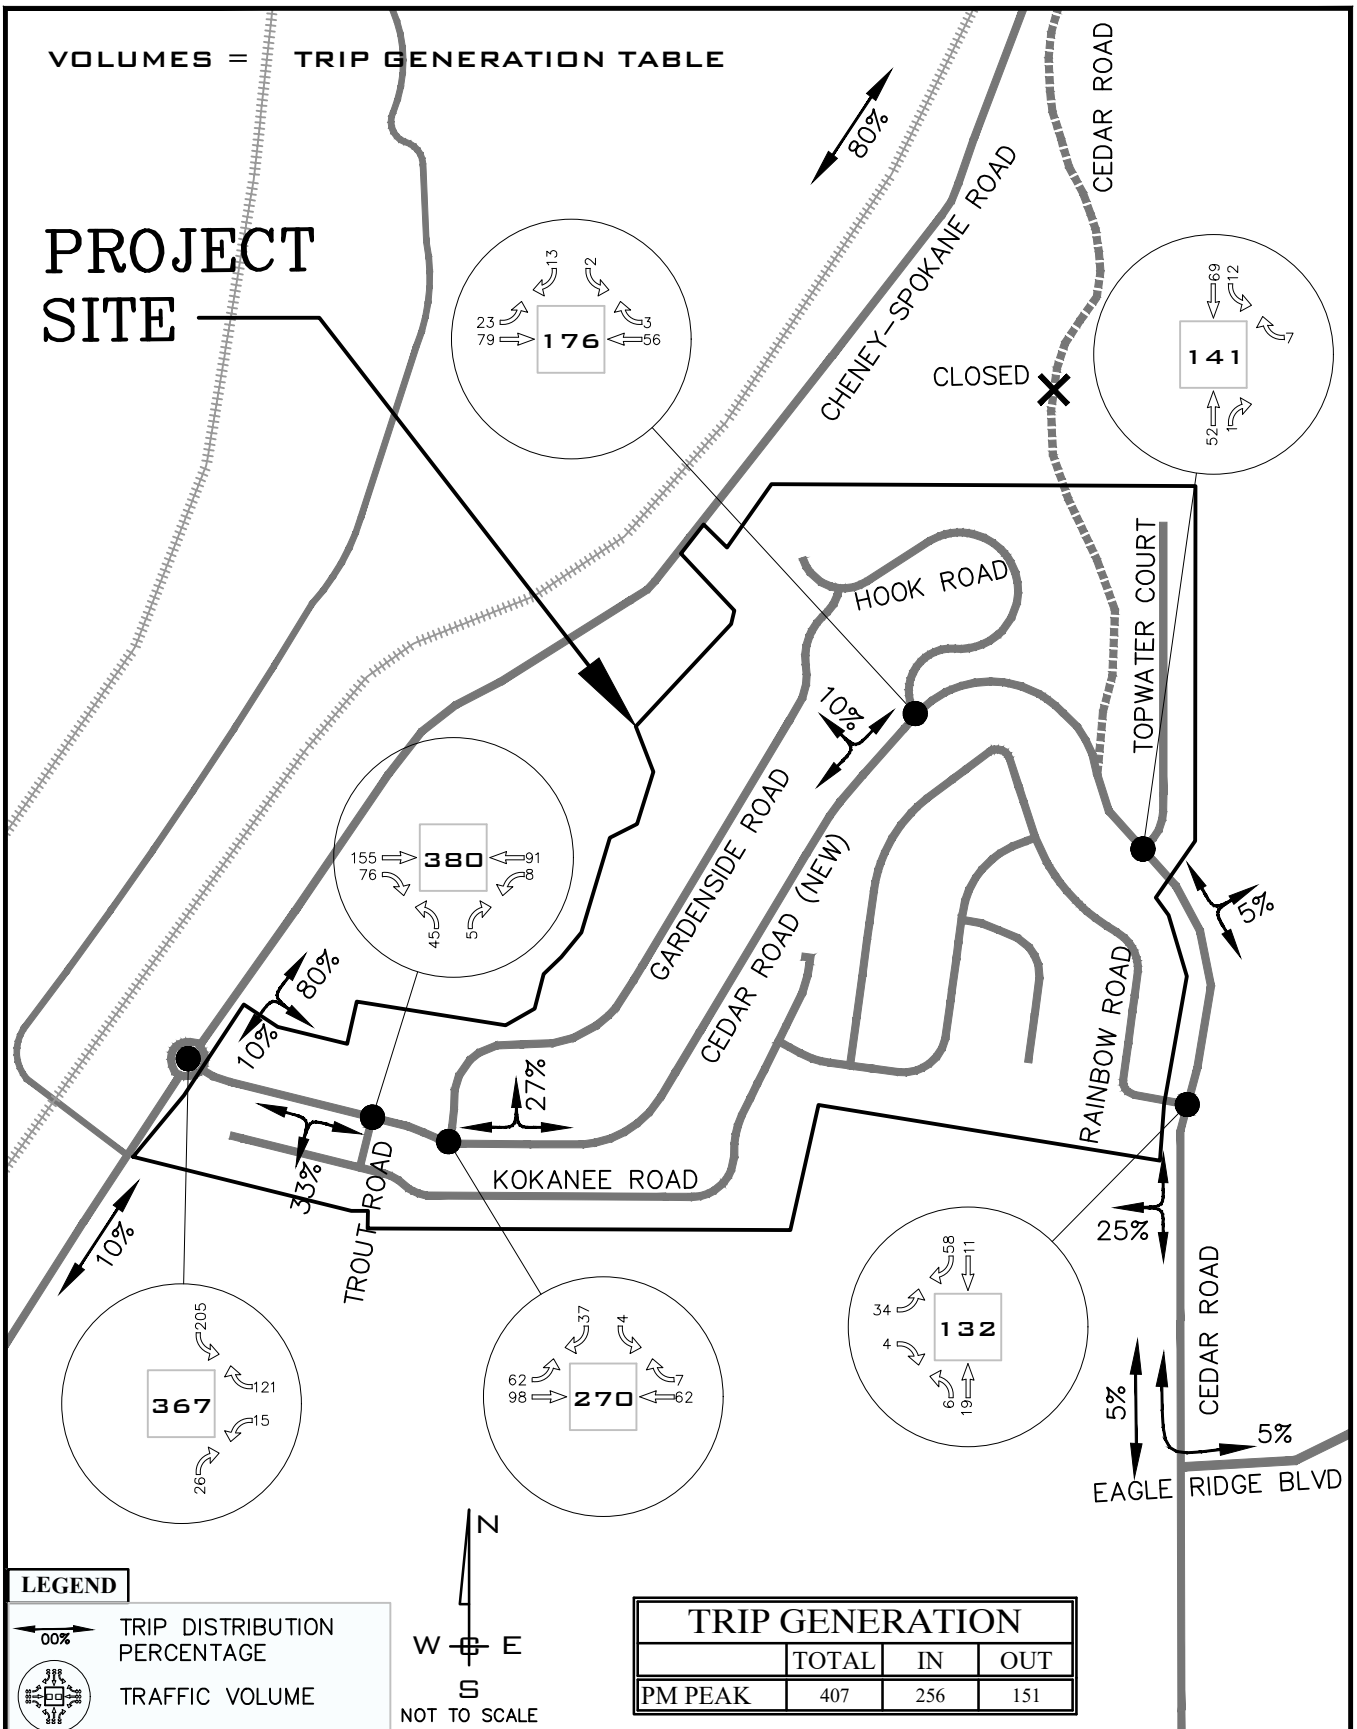 VOLUMES = TRIP GENERATION TABLE
PROJECT
SITE
80%
CEDAR ROAD
CHENEY-SPOKANE ROAD
13
2
23
3
79
176
56
69
12
7
141
52
1
CLOSED
HOOK ROAD
TOPWATER COURT
10%
GARDENSIDE ROAD
CEDAR ROAD (NEW)
155
380
91
76
8
45
5
5%
RAINBOW ROAD
80%
10%
27%
33%
KOKANEE ROAD
TROUT ROAD
10%
25%
CEDAR ROAD
205
121
367
15
26
37
4
62
7
98
270
62
58
11
34
132
4
6
19
5%
5%
EAGLE RIDGE BLVD
N
W E
S
NOT TO SCALE
LEGEND
00%
TRIP DISTRIBUTION
PERCENTAGE
TRAFFIC VOLUME
TRIP GENERATION
TOTAL IN OUT
PM PEAK 407 256 151